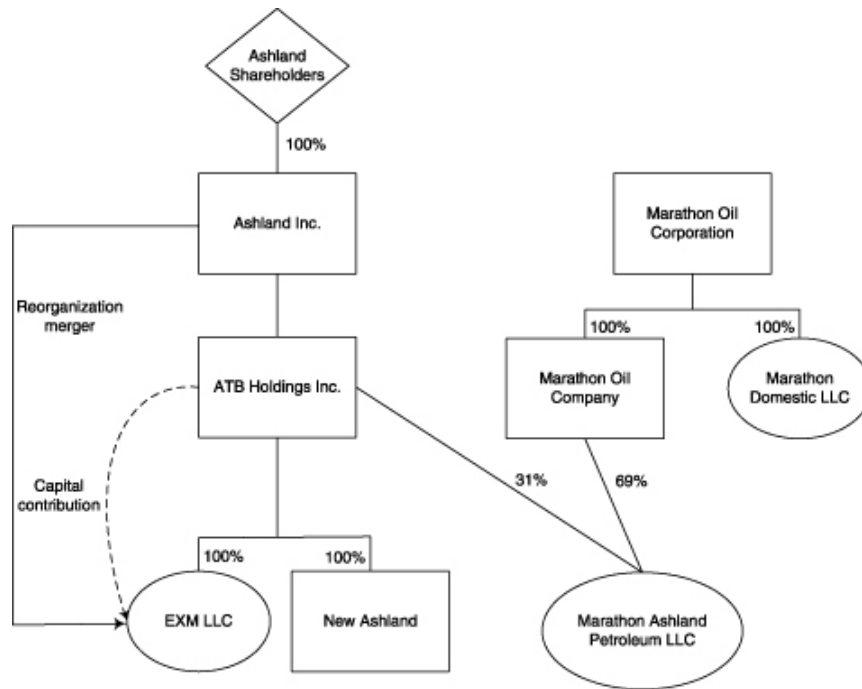 Ashland
Shareholders
100%
Ashland Inc.
Marathon Oil
Corporation
Reorganization
merger
100%
100%
ATB Holdings Inc.
Marathon Oil
Company
Marathon
Domestic LLC
31%
69%
Capital
contribution
100%
100%
EXM LLC
New Ashland
Marathon Ashland
Petroleum LLC